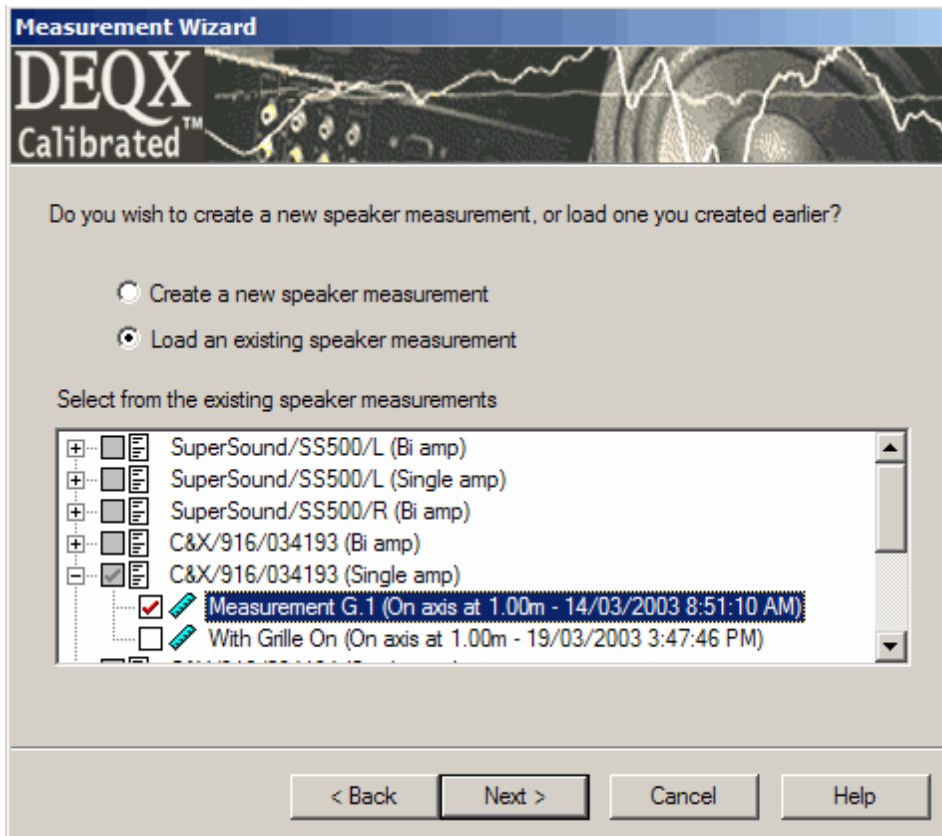 Measurement Wizard
DEQX
Calibrated™
Do you wish to create a new speaker measurement, or load one you created earlier?
Create a new speaker measurement
Load an existing speaker measurement
Select from the existing speaker measurements
SuperSound/SS500/L (Bi amp)
SuperSound/SS500/L (Single amp)
SuperSound/SS500/R (Bi amp)
C&X/916/034193 (Bi amp)
C&X/916/034193 (Single amp)
Measurement G.1 (On axis at 1.00m - 14/03/2003 8:51:10 AM)
With Grille On (On axis at 1.00m - 19/03/2003 3:47:46 PM)
< Back Next > Cancel Help